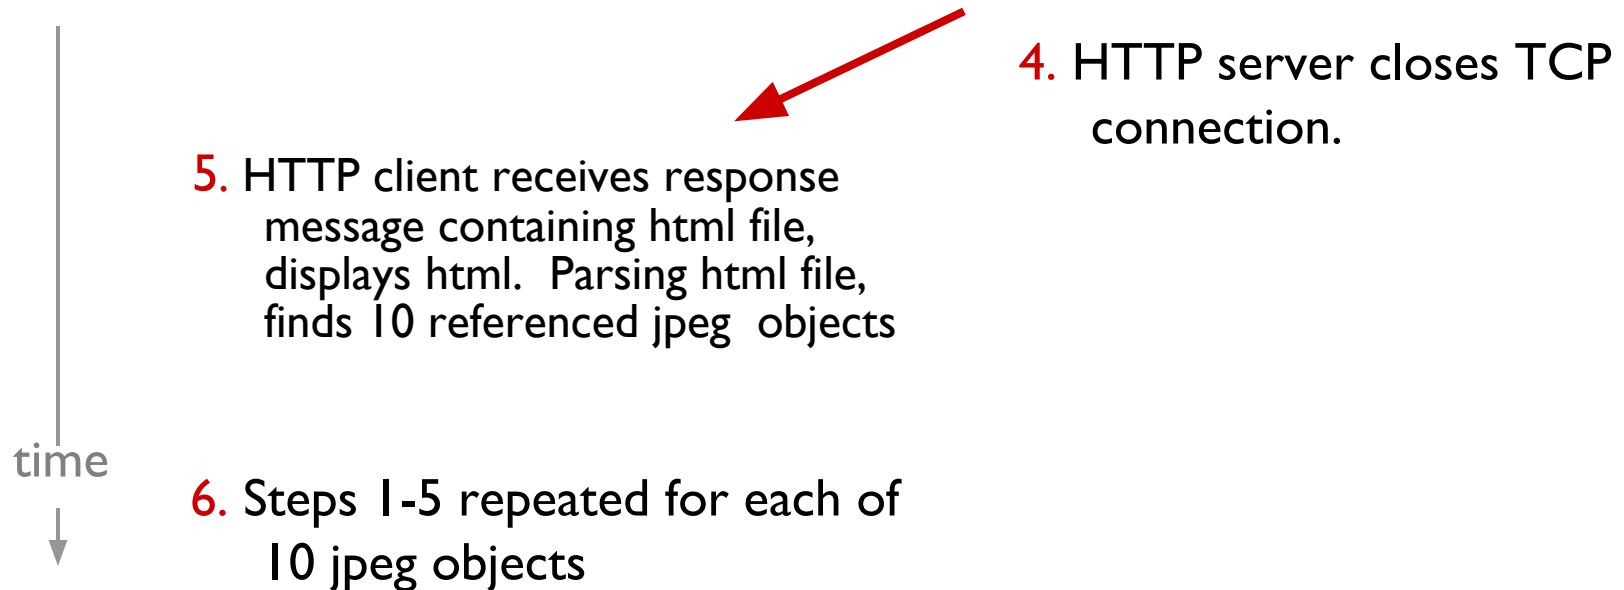 4. HTTP server closes TCP
connection.
5. HTTP client receives response
message containing html file,
displays html.  Parsing html file,
finds 10 referenced jpeg  objects
time
6. Steps 1-5 repeated for each of
10 jpeg objects